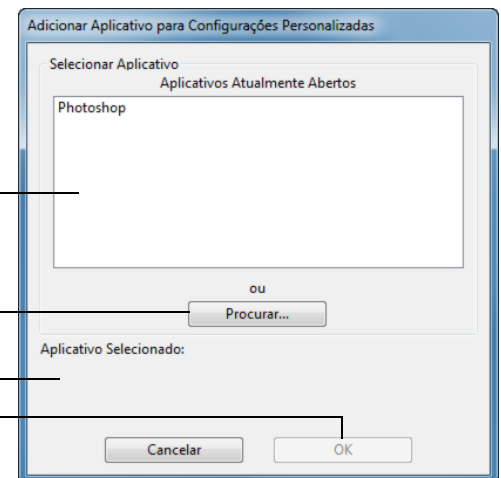 Adicionar Aplicativo para Configurações Personalizadas
Selecionar Aplicativo
Aplicativos Atualmente Abertos
Photoshop
ou
Procurar...
Aplicativo Selecionado:
Cancelar
OK